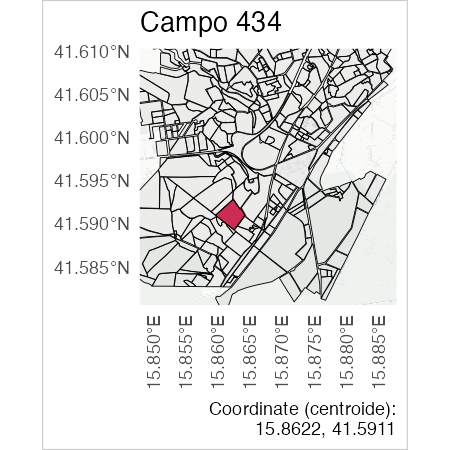 Campo 434
41.610°N
41.605°N
41.600°N
41.595°N
41.590°N
41.585°N
15.850°E
15.855°E
15.860°E
15.865°E
15.870°E
15.875°E
15.880°E
15.885°E
Coordinate (centroide):
15.8622, 41.5911